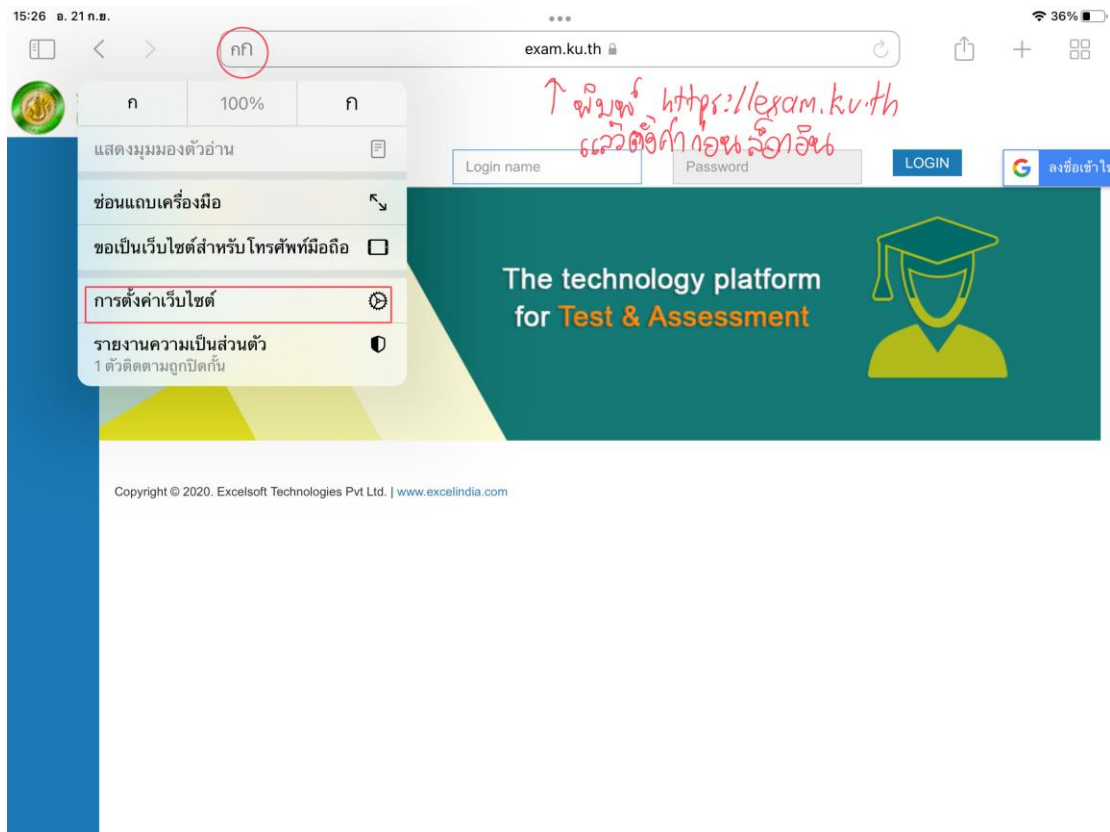 15:26 อ. 21 ก.ย.
36%
กก
exam.ku.th
ก 100% ก
พิมพ์ https://exam.ku.th
แล้วตั้งค่าก่อนล็อกอิน
แสดงมุมมองตัวอ่าน
Login name
Password
LOGIN
G ลงชื่อเข้าใช
ซ่อนแถบเครื่องมือ
ขอเป็นเว็บไซต์สำหรับโทรศัพท์มือถือ
การตั้งค่าเว็บไซต์
รายงานความเป็นส่วนตัว
1 ตัวติดตามถูกปิดกั้น
The technology platform
for Test & Assessment
Copyright © 2020. Excelsoft Technologies Pvt Ltd. | www.excelindia.com